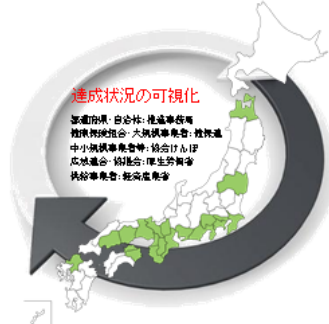 達成状況の可視化
都道府県・自治体:推進事務局
健康保険組合・大規模事業者:健保連
中小規模事業者等:協会けんぽ
広域連合・協議会:厚生労働省
供給事業者:経済産業省